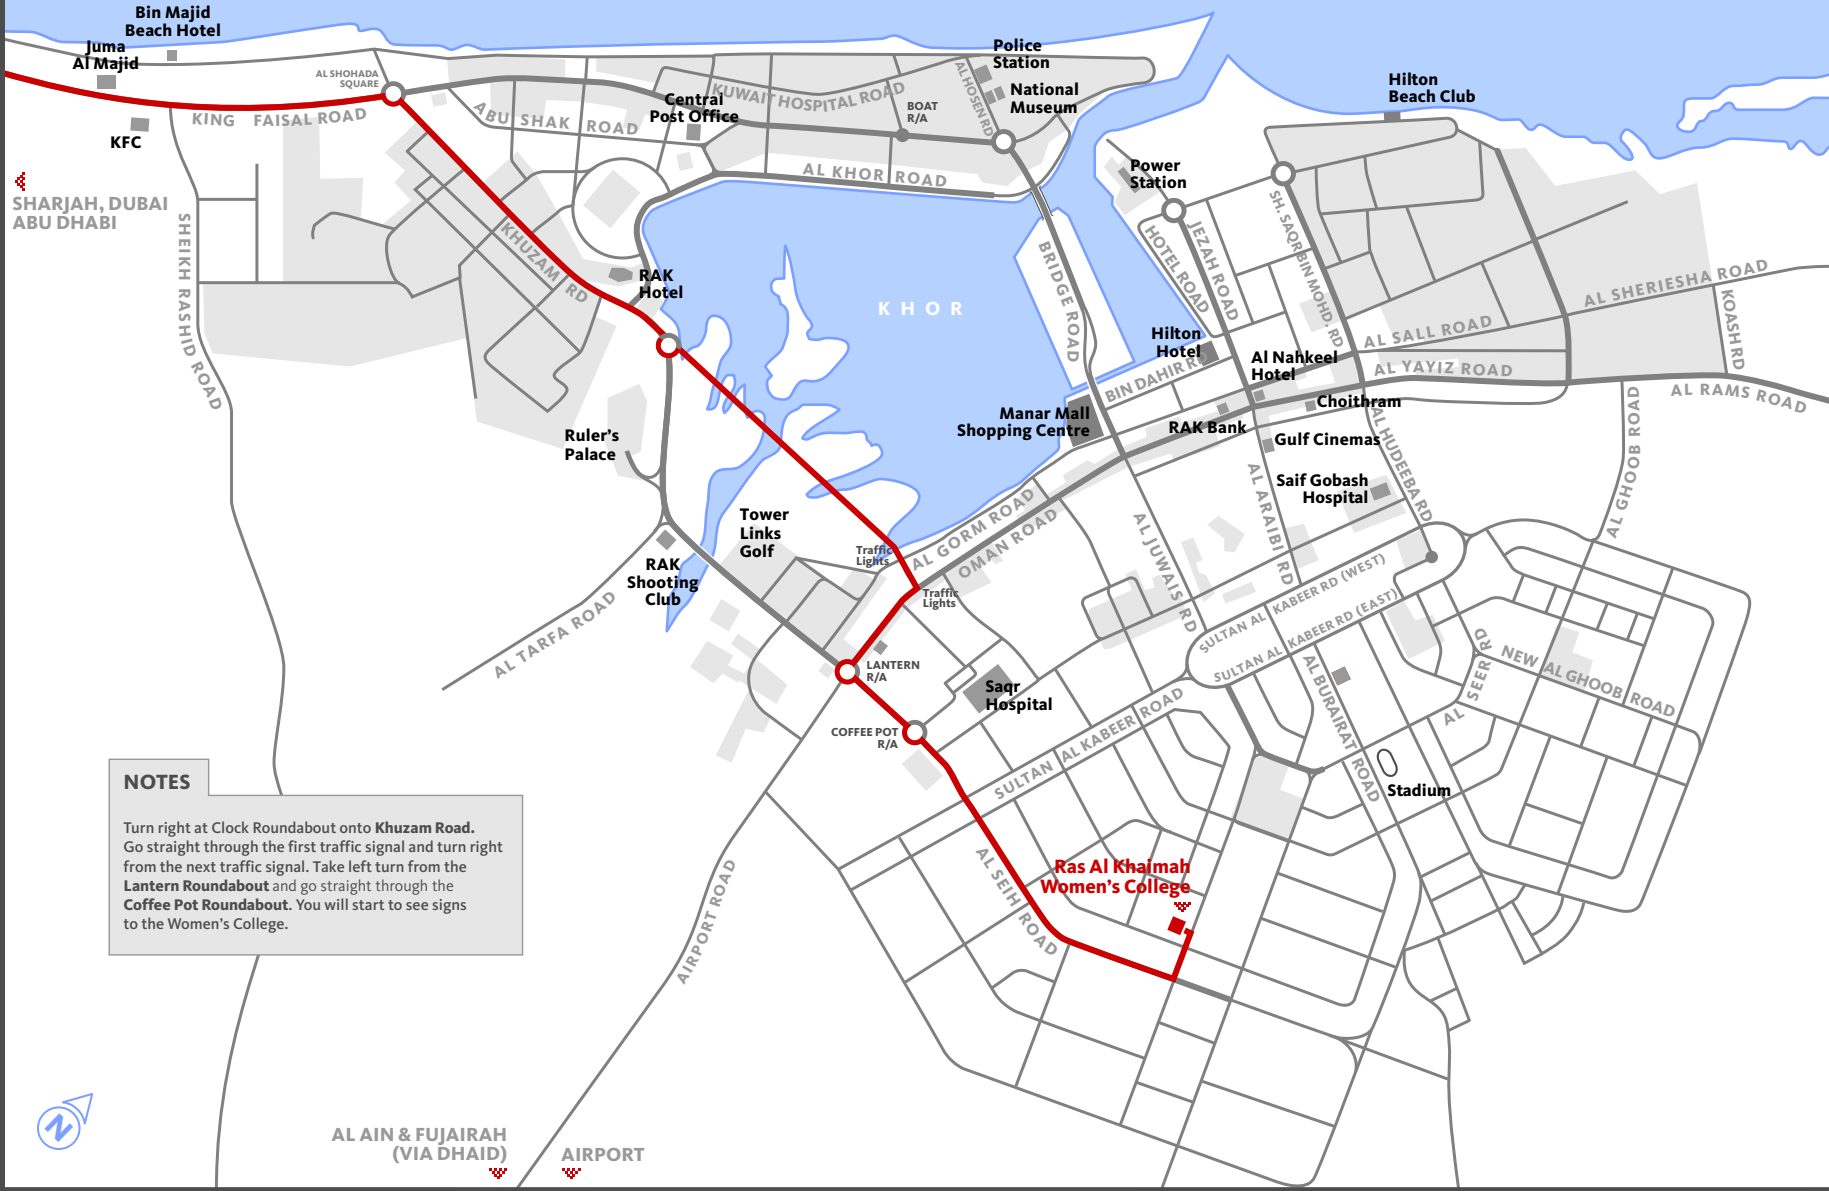 Bin Majid
Beach Hotel
Juma
Al Majid
AL SHOHADA
SQUARE
KING FAISAL ROAD
KFC
SHARJAH, DUBAI
ABU DHABI
SHEIKH RASHID ROAD
ABU SHAK ROAD
Central
Post Office
KUWAIT HOSPITAL ROAD
BOAT
R/A
AL HOSEN RD
Police
Station
National
Museum
AL KHOR ROAD
KHUZAM RD
RAK
Hotel
KHOR
BRIDGE ROAD
Power
Station
HOTEL ROAD
JEZAH ROAD
SH. SAQR BIN MOHD. RD
Hilton
Beach Club
AL SHERIESHA ROAD
KOASH RD
AL SALL ROAD
AL YAYIZ ROAD
AL RAMS ROAD
Hilton
Hotel
BIN DAHIR RD
Al Nahkeel
Hotel
Choithram
Manar Mall
Shopping Centre
RAK Bank
Gulf Cinemas
AL HUDEEBA RD
AL GHOOB ROAD
Saif Gobash
Hospital
AL ARAIBI RD
AL JUWAIS RD
Ruler's
Palace
Tower
Links
Golf
RAK
Shooting
Club
AL TARFA ROAD
Traffic
Lights
AL GORM ROAD
OMAN ROAD
Traffic
Lights
LANTERN
R/A
COFFEE POT
R/A
Saqr
Hospital
SULTAN AL KABEER RD (WEST)
SULTAN AL KABEER RD (EAST)
SULTAN AL KABEER ROAD
AL BURAIRAT ROAD
AL SEER RD
NEW AL GHOOB ROAD
Stadium
AL SEIH ROAD
Ras Al Khaimah
Women's College
AIRPORT ROAD
NOTES
Turn right at Clock Roundabout onto Khuzam Road.
Go straight through the first traffic signal and turn right
from the next traffic signal. Take left turn from the
Lantern Roundabout and go straight through the
Coffee Pot Roundabout. You will start to see signs
to the Women's College.
N
AL AIN & FUJAIRAH
(VIA DHAID)
AIRPORT